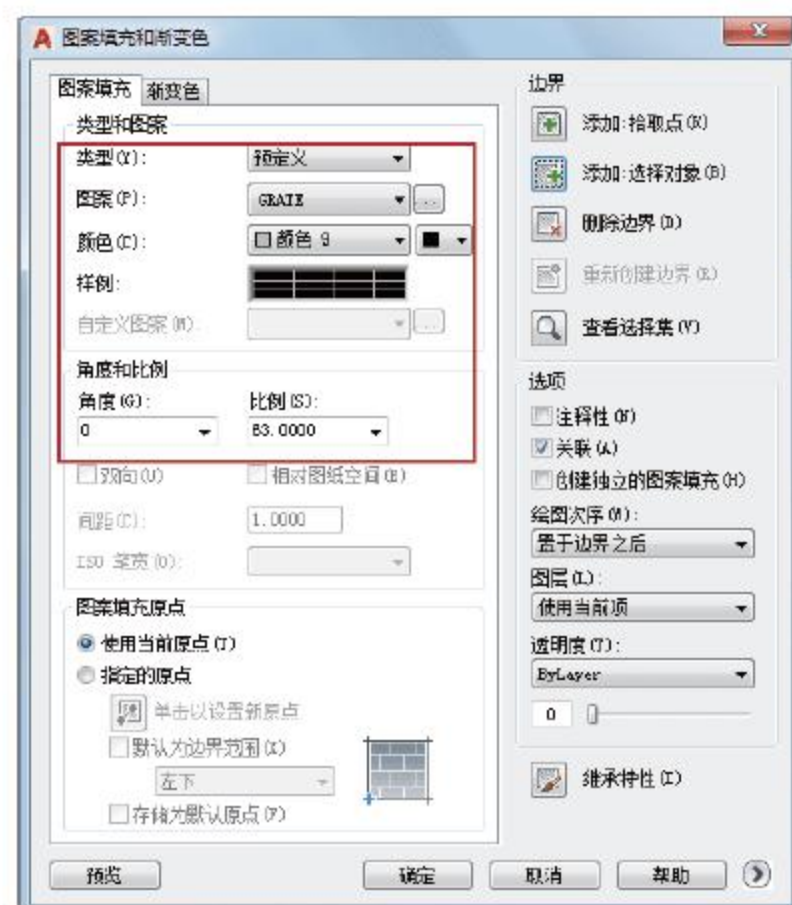 图案填充和渐变色
图案填充 渐变色
类型和图案
类型(Y): 预定义
图案(P): GRATE ...
颜色(C): 颜色 9
样例:
自定义图案(M): ...
角度和比例
角度(G): 比例(S):
0 63.0000
双向(U) 相对图纸空间(E)
间距(C): 1.0000
ISO 笔宽(O):
图案填充原点
使用当前原点(T)
指定的原点
单击以设置新原点
默认为边界范围(X)
左下
存储为默认原点(F)
边界
添加:拾取点(K)
添加:选择对象(B)
删除边界(D)
重新创建边界(R)
查看选择集(V)
选项
注释性(N)
关联(A)
创建独立的图案填充(H)
绘图次序(W):
置于边界之后
图层(L):
使用当前项
透明度(T):
ByLayer
0
继承特性(I)
预览 确定 取消 帮助